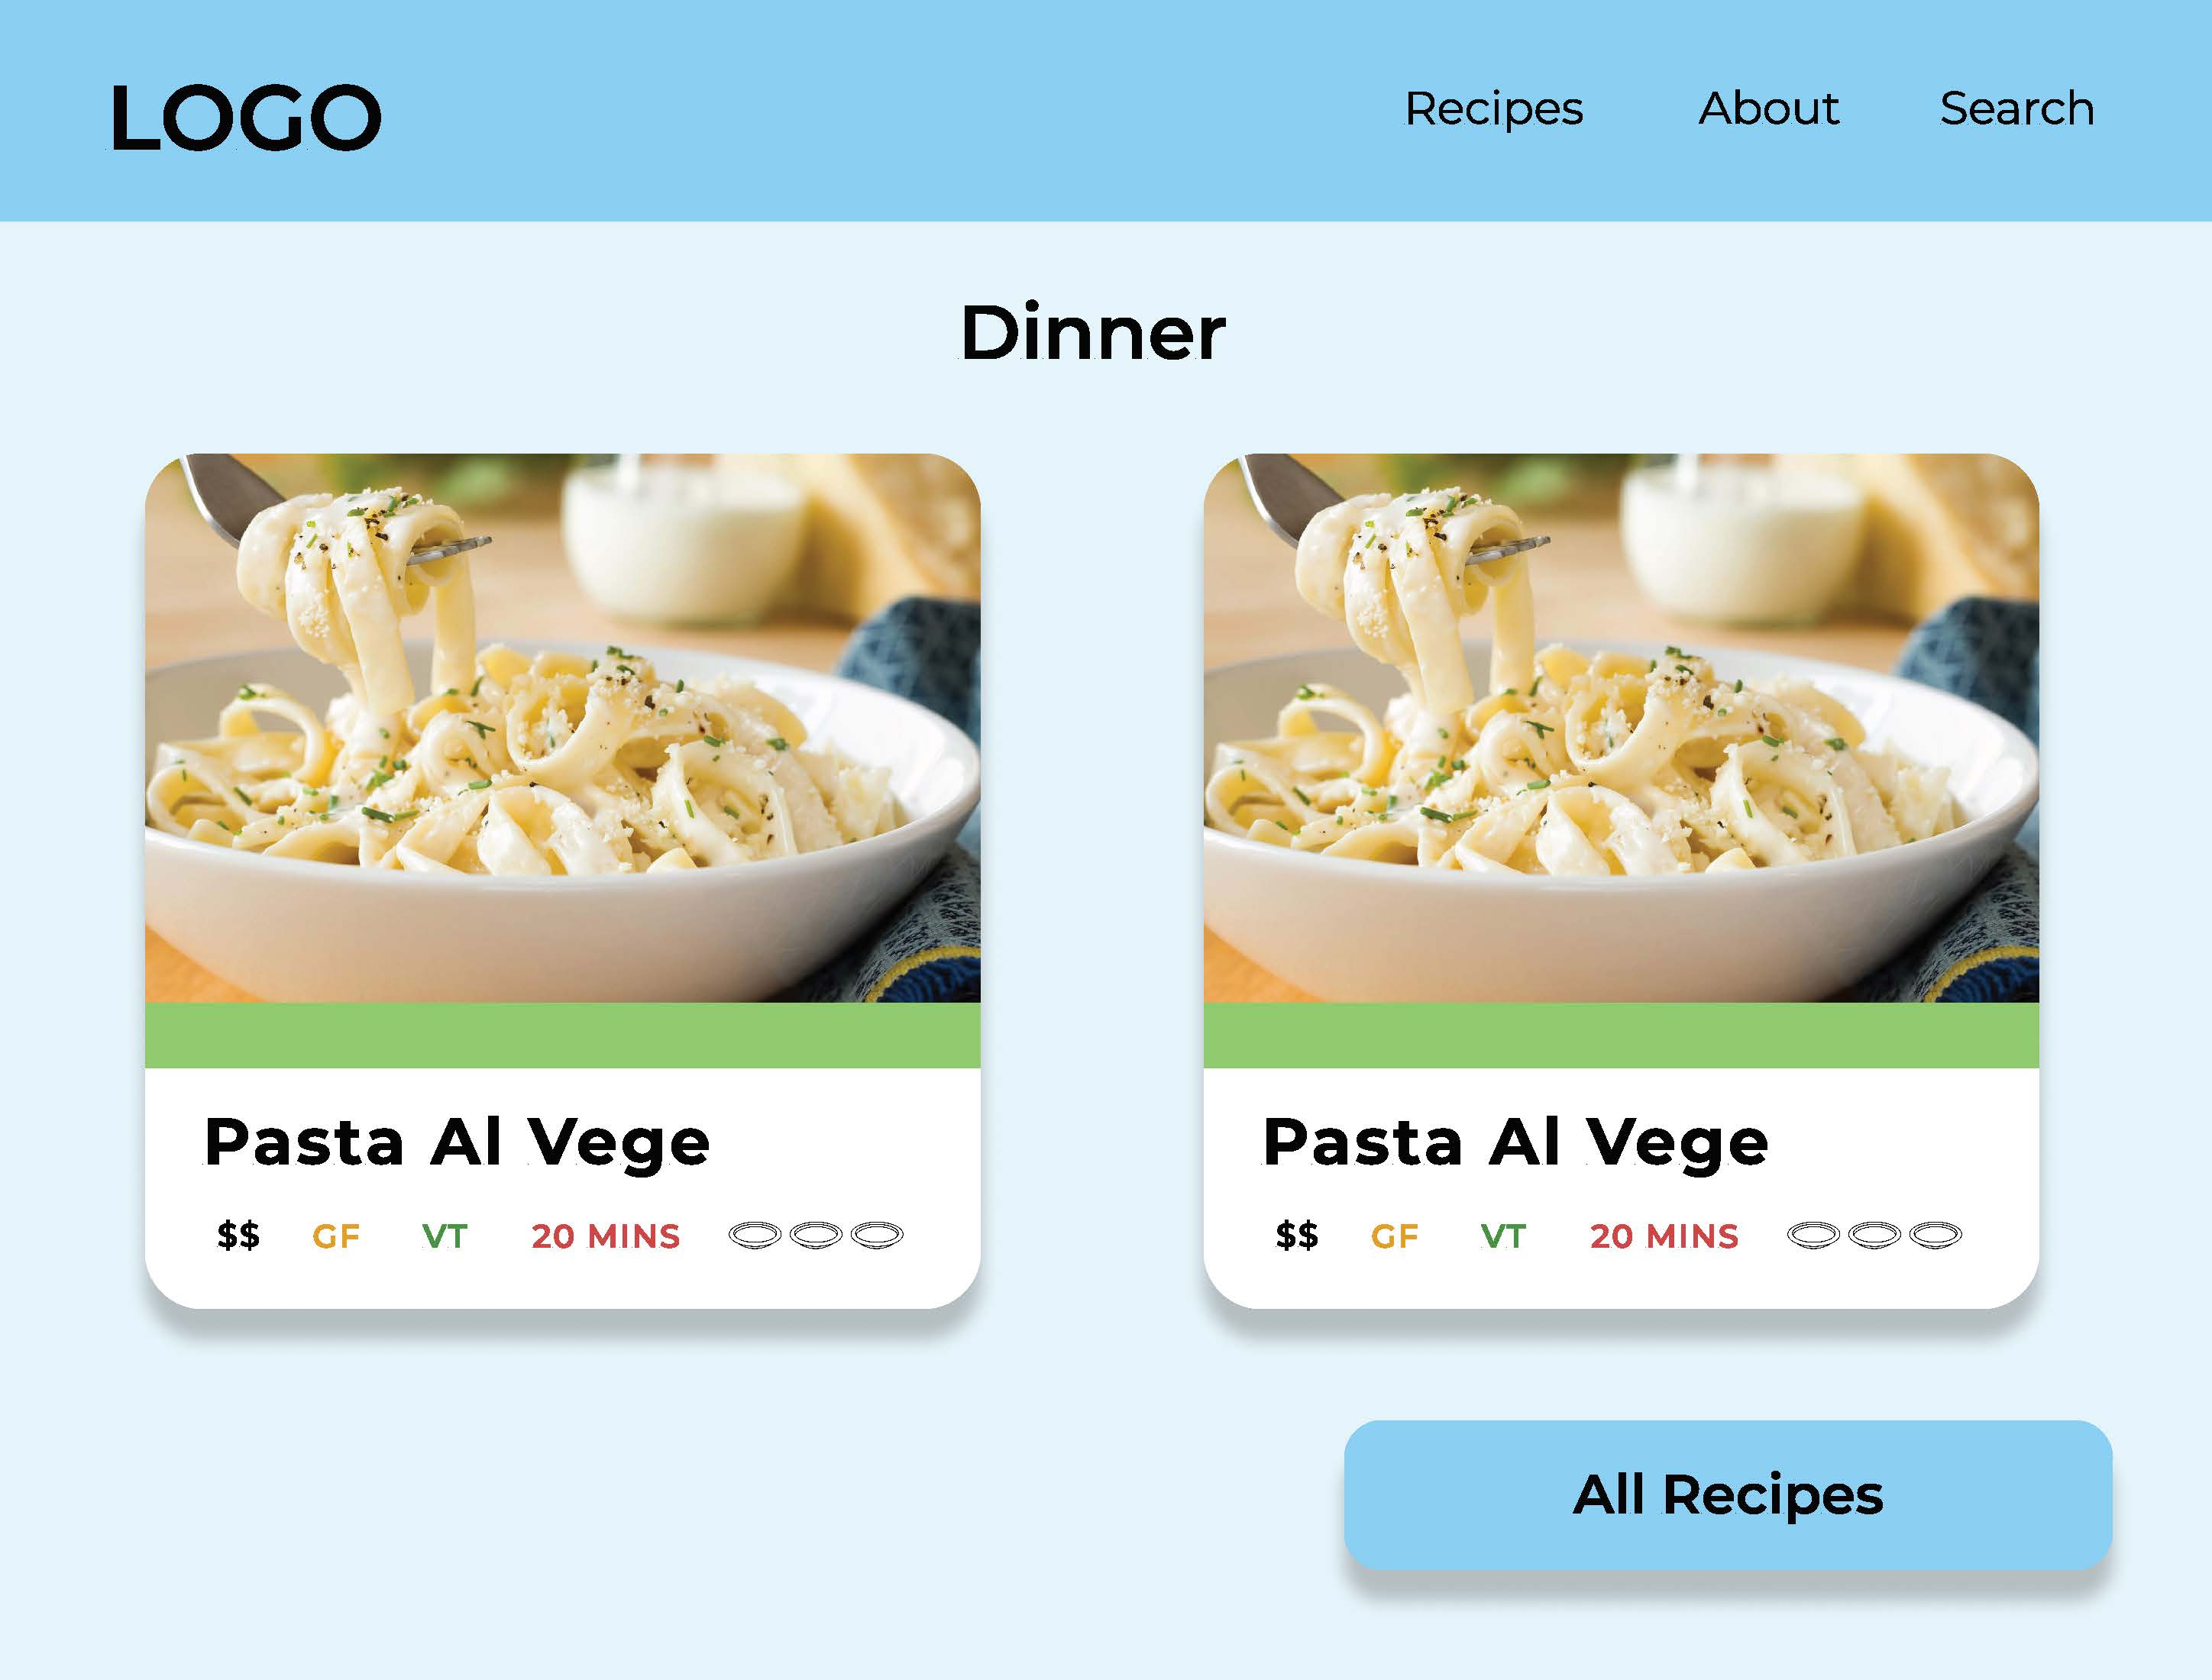 LOGO
Recipes About Search
Dinner
Pasta Al Vege
$$ GF VT 20 MINS
Pasta Al Vege
$$ GF VT 20 MINS
All Recipes